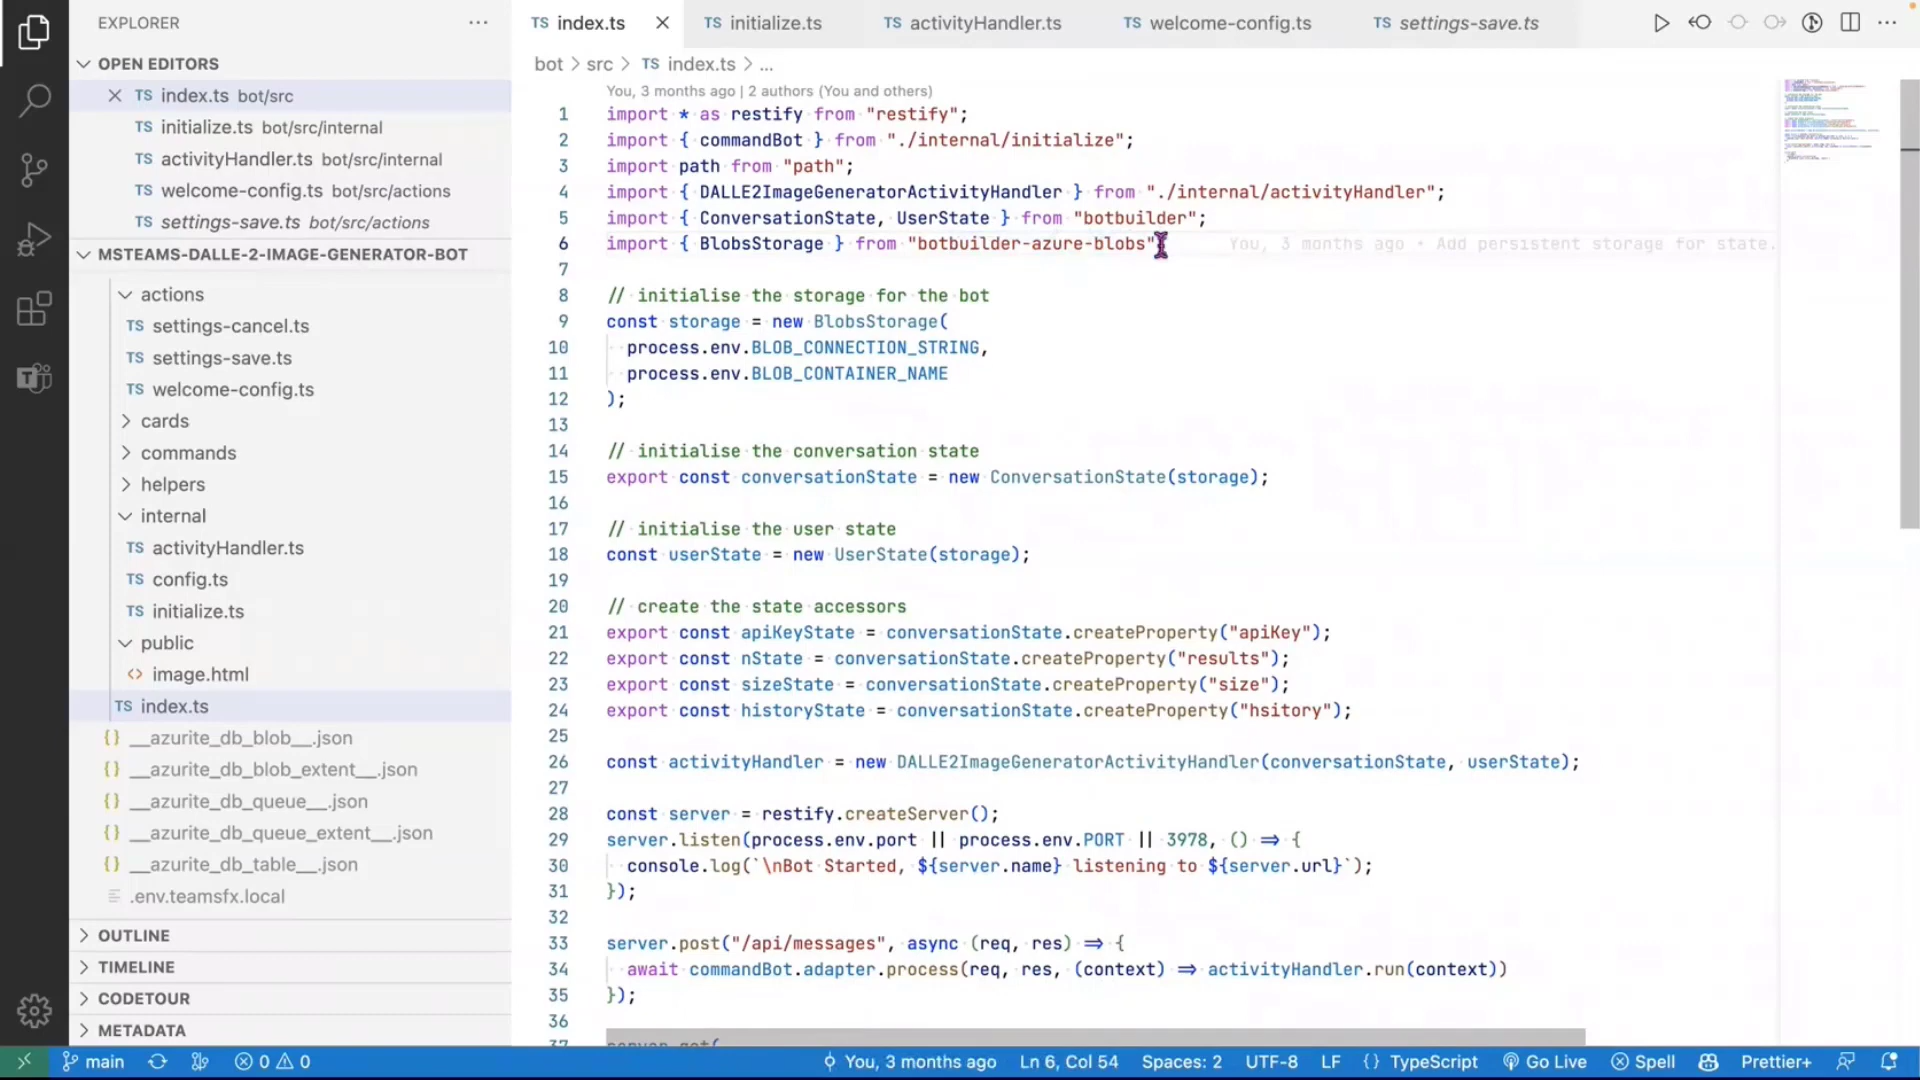 EXPLORER
OPEN EDITORS
TS index.ts bot/src
TS initialize.ts bot/src/internal
TS activityHandler.ts bot/src/internal
TS welcome-config.ts bot/src/actions
TS settings-save.ts bot/src/actions
MSTEAMS-DALLE-2-IMAGE-GENERATOR-BOT
actions
TS settings-cancel.ts
TS settings-save.ts
TS welcome-config.ts
cards
commands
helpers
internal
TS activityHandler.ts
TS config.ts
TS initialize.ts
public
<> image.html
TS index.ts
{} __azurite_db_blob__.json
{} __azurite_db_blob_extent__.json
{} __azurite_db_queue__.json
{} __azurite_db_queue_extent__.json
{} __azurite_db_table__.json
.env.teamsfx.local
OUTLINE
TIMELINE
CODETOUR
METADATA
TS index.ts TS initialize.ts TS activityHandler.ts TS welcome-config.ts TS settings-save.ts
bot > src > TS index.ts > ...
You, 3 months ago | 2 authors (You and others)
1 import * as restify from "restify";
2 import { commandBot } from "./internal/initialize";
3 import path from "path";
4 import { DALLE2ImageGeneratorActivityHandler } from "./internal/activityHandler";
5 import { ConversationState, UserState } from "botbuilder";
6 import { BlobsStorage } from "botbuilder-azure-blobs" You, 3 months ago • Add persistent storage for state.
7
8 // initialise the storage for the bot
9 const storage = new BlobsStorage(
10 process.env.BLOB_CONNECTION_STRING,
11 process.env.BLOB_CONTAINER_NAME
12 );
13
14 // initialise the conversation state
15 export const conversationState = new ConversationState(storage);
16
17 // initialise the user state
18 const userState = new UserState(storage);
19
20 // create the state accessors
21 export const apiKeyState = conversationState.createProperty("apiKey");
22 export const nState = conversationState.createProperty("results");
23 export const sizeState = conversationState.createProperty("size");
24 export const historyState = conversationState.createProperty("hsitory");
25
26 const activityHandler = new DALLE2ImageGeneratorActivityHandler(conversationState, userState);
27
28 const server = restify.createServer();
29 server.listen(process.env.port || process.env.PORT || 3978, () => {
30 console.log(`\nBot Started, ${server.name} listening to ${server.url}`);
31 });
32
33 server.post("/api/messages", async (req, res) => {
34 await commandBot.adapter.process(req, res, (context) => activityHandler.run(context))
35 });
36
37 server.get(
main 0 0 You, 3 months ago Ln 6, Col 54 Spaces: 2 UTF-8 LF {} TypeScript Go Live Spell Prettier+